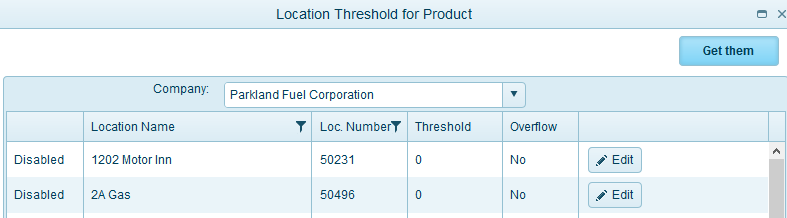 Location Threshold for Product
Get them
Company: Parkland Fuel Corporation
Location Name Loc. Number Threshold Overflow
Disabled 1202 Motor Inn 50231 0 No Edit
Disabled 2A Gas 50496 0 No Edit